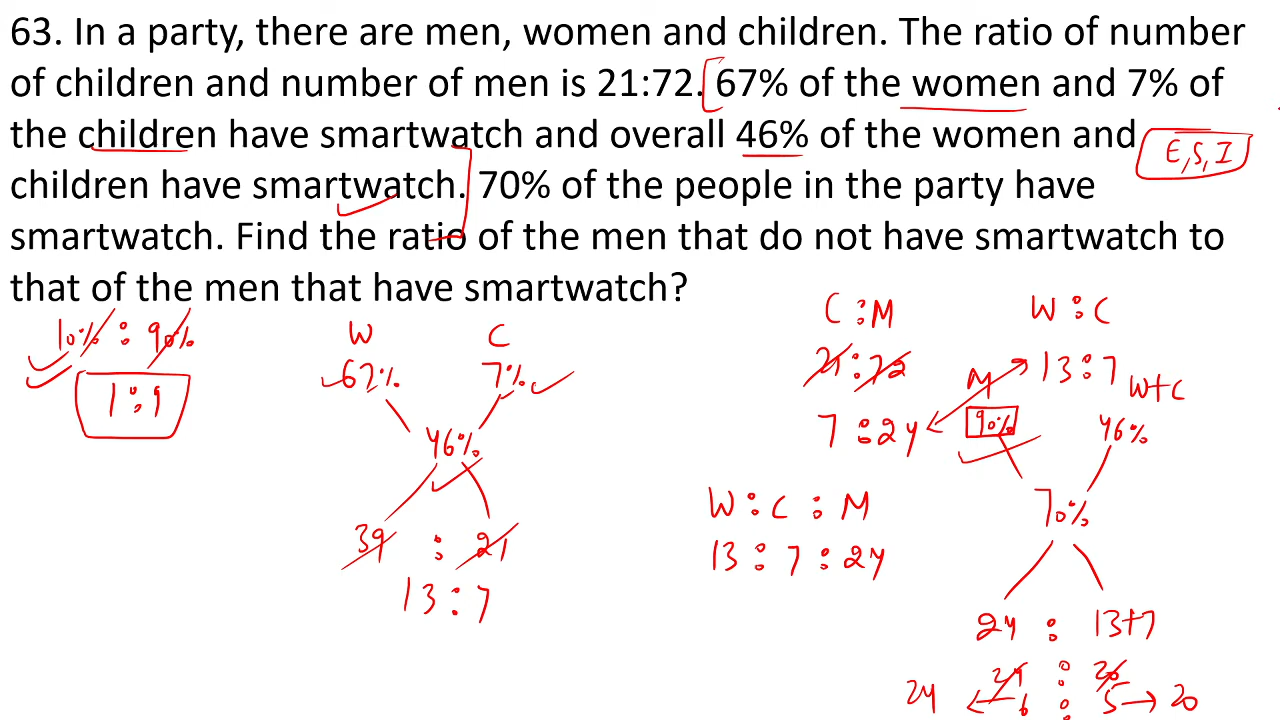 63. In a party, there are men, women and children. The ratio of number
of children and number of men is 21:72. 67% of the women and 7% of
the children have smartwatch and overall 46% of the women and
E, S, I
children have smartwatch. 70% of the people in the party have
smartwatch. Find the ratio of the men that do not have smartwatch to
that of the men that have smartwatch?
10% : 90%
1 : 9
W C
67% 7%
46%
39 : 21
13 : 7
C : M
21 : 72
7 : 24
W : C
13 : 7
M W+C
90% 46%
70%
W : C : M
13 : 7 : 24
24 : 13+7
24 : 20
24 ← 6 : 5 → 20